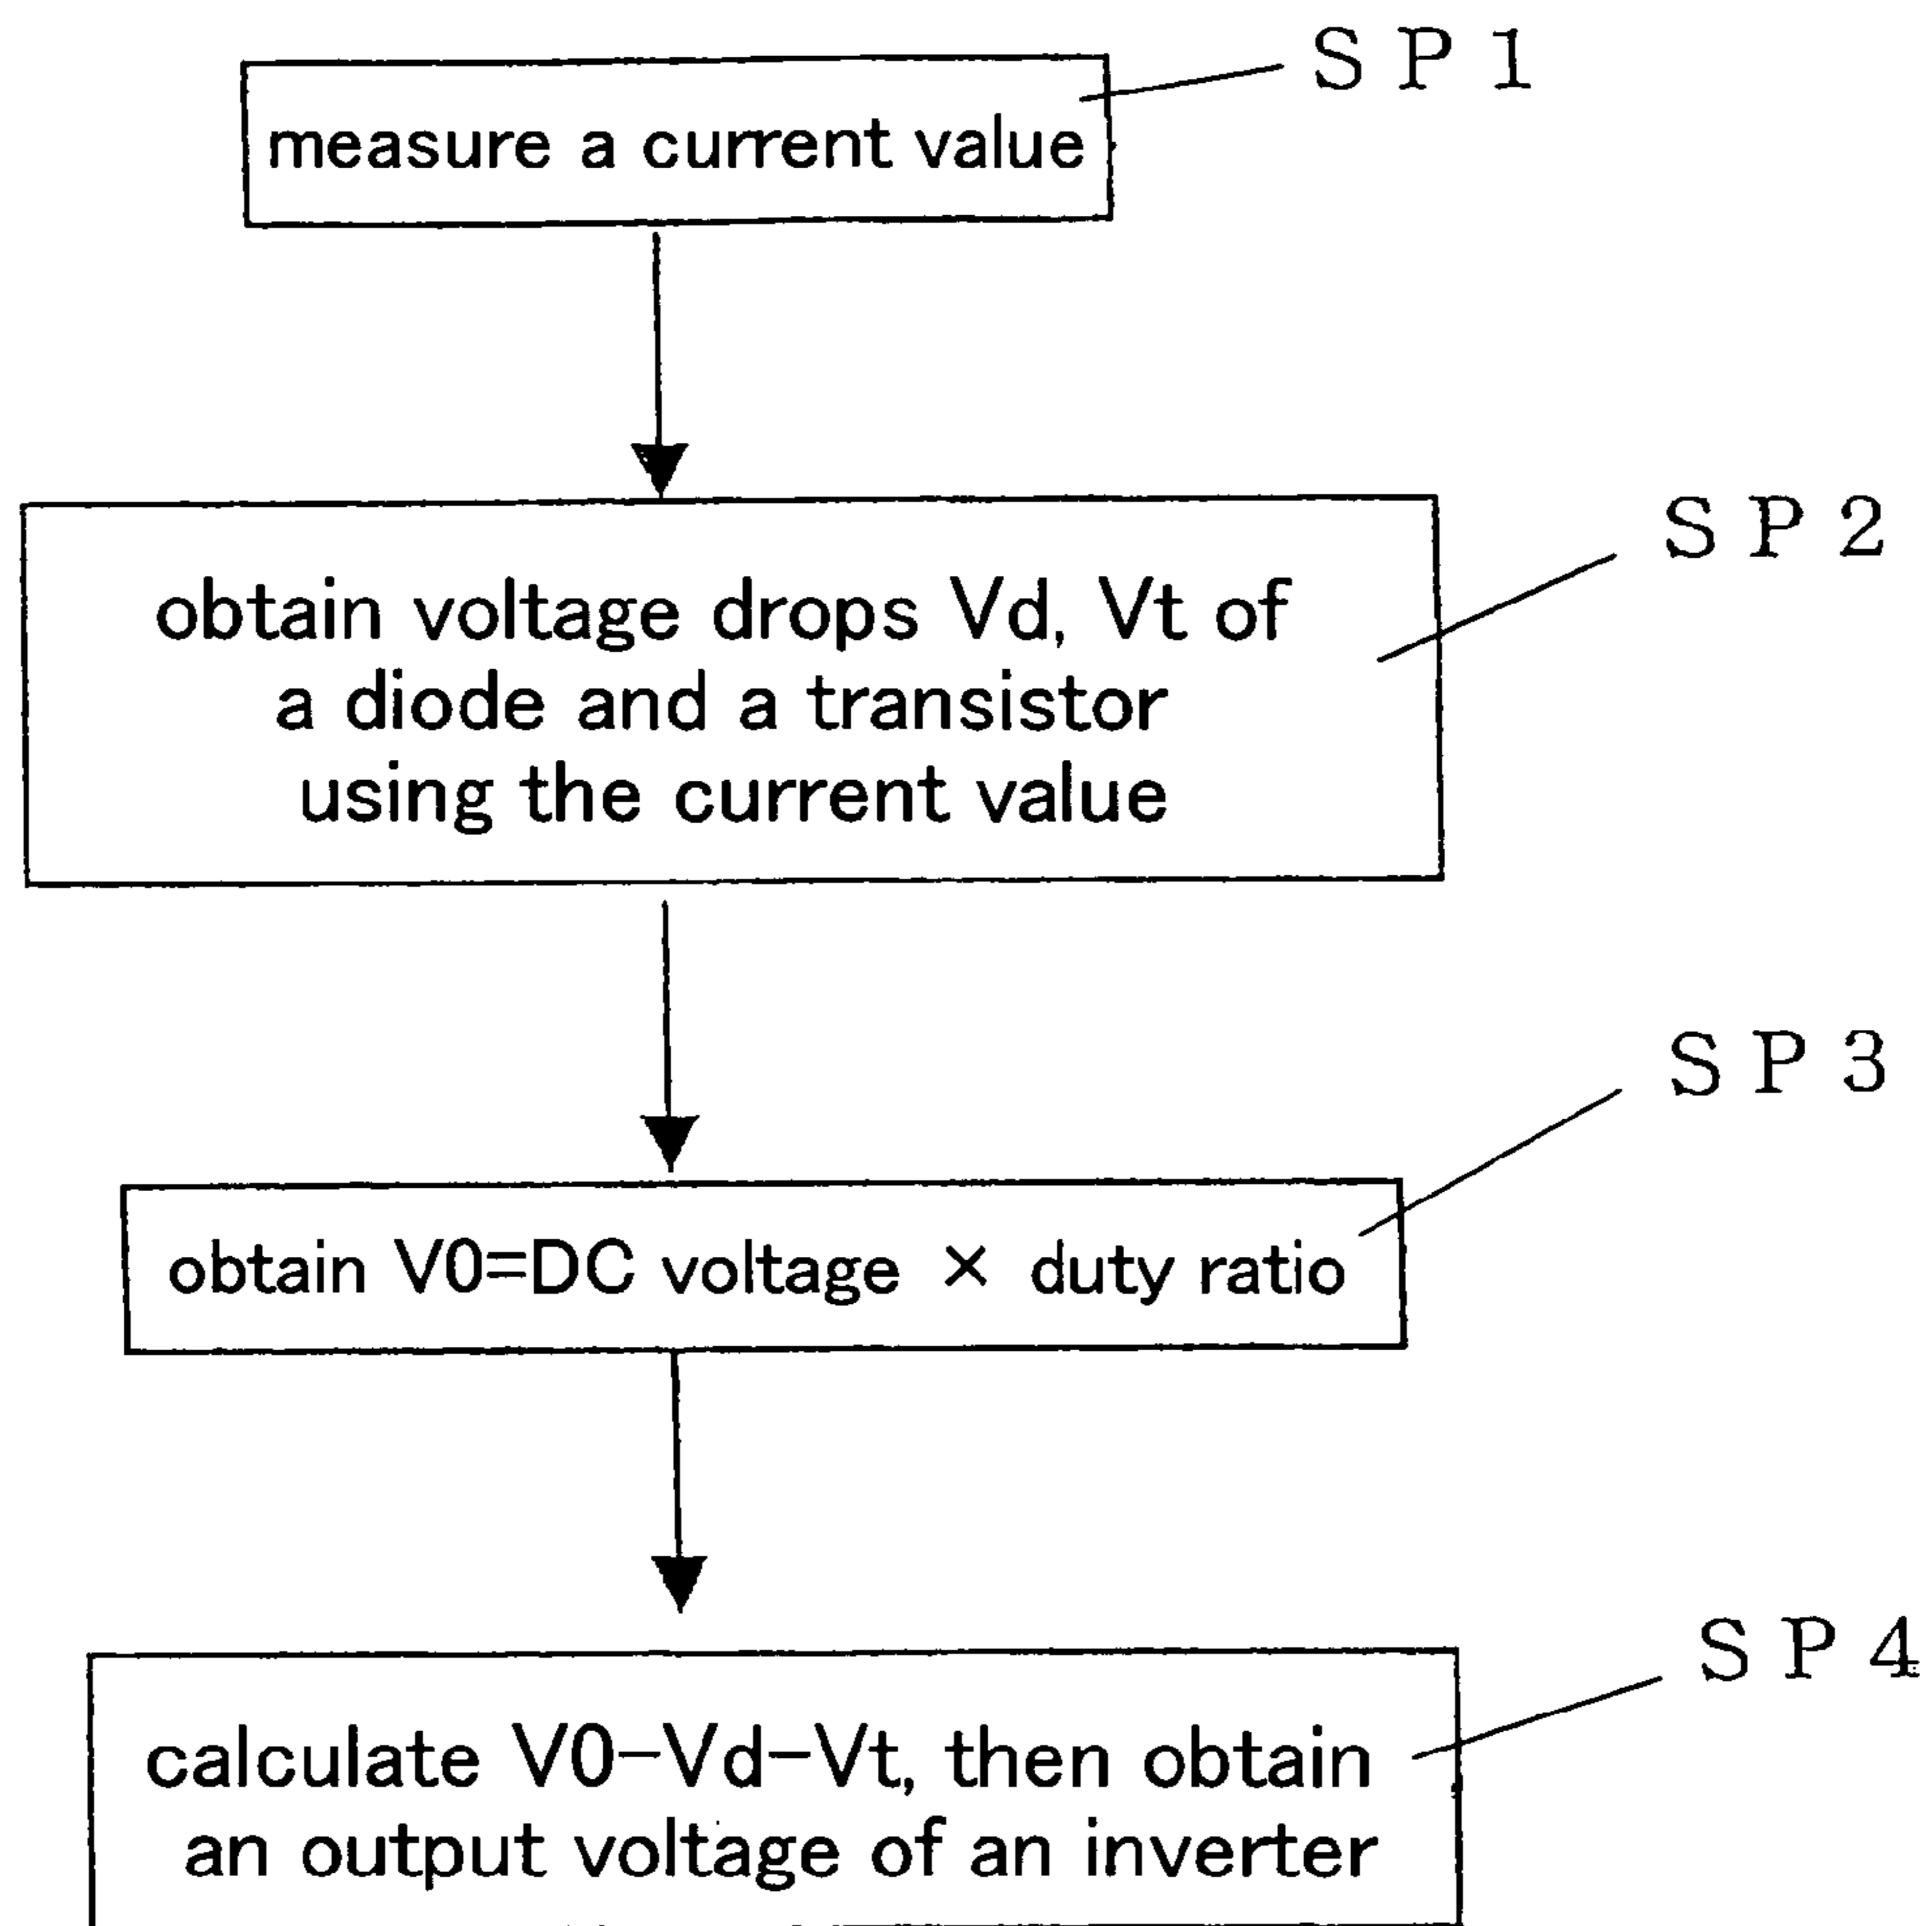 SP1
measure a current value
SP2
obtain voltage drops Vd, Vt of
a diode and a transistor
using the current value
SP3
obtain V0=DC voltage × duty ratio
SP4
calculate V0-Vd-Vt, then obtain
an output voltage of an inverter